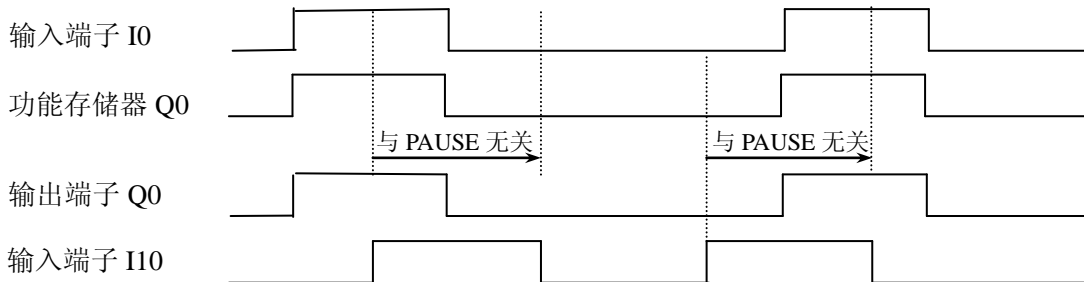 输入端子 I0
功能存储器 Q0
与 PAUSE 无关 与 PAUSE 无关
输出端子 Q0
输入端子 I10